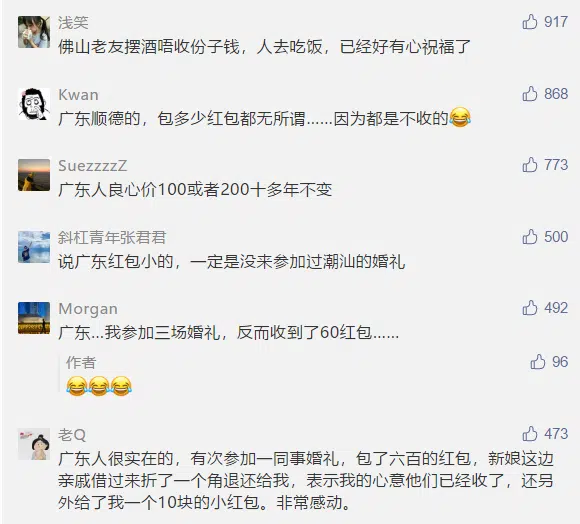 浅笑 917
佛山老友摆酒唔收份子钱，人去吃饭，已经好有心祝福了
Kwan 868
广东顺德的，包多少红包都无所谓……因为都是不收的😂
SuezzzzZ 773
广东人良心价100或者200十多年不变
斜杠青年张君君 500
说广东红包小的，一定是没来参加过潮汕的婚礼
Morgan 492
广东…我参加三场婚礼，反而收到了60红包……
作者 96
😂😂😂
老Q 473
广东人很实在的，有次参加一同事婚礼，包了六百的红包，新娘这边
亲戚借过来折了一个角退还给我，表示我的心意他们已经收了，还另
外给了我一个10块的小红包。非常感动。